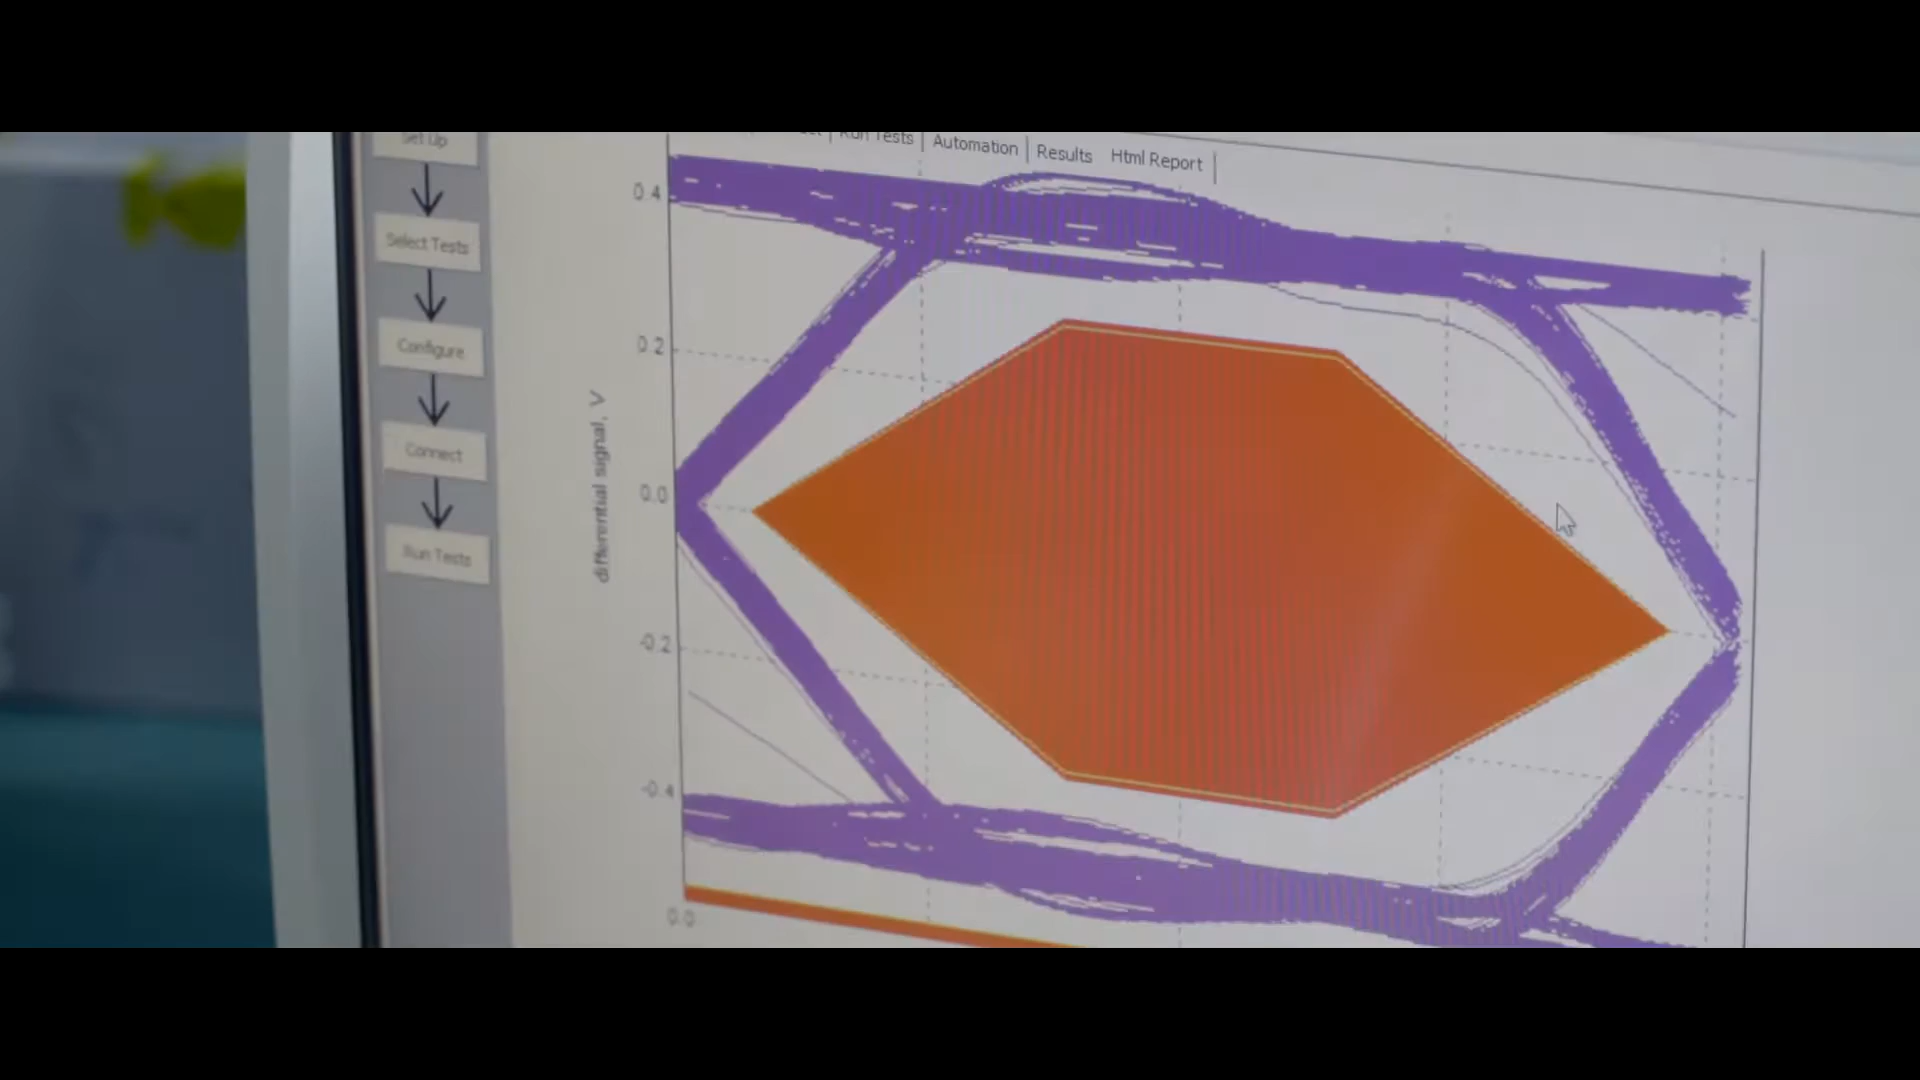 Set Up
Select Tests
Configure
Connect
Run Tests
Run Tests
Automation
Results
Html Report
0.4
0.2
0.0
-0.2
-0.4
differential signal, V
0.0